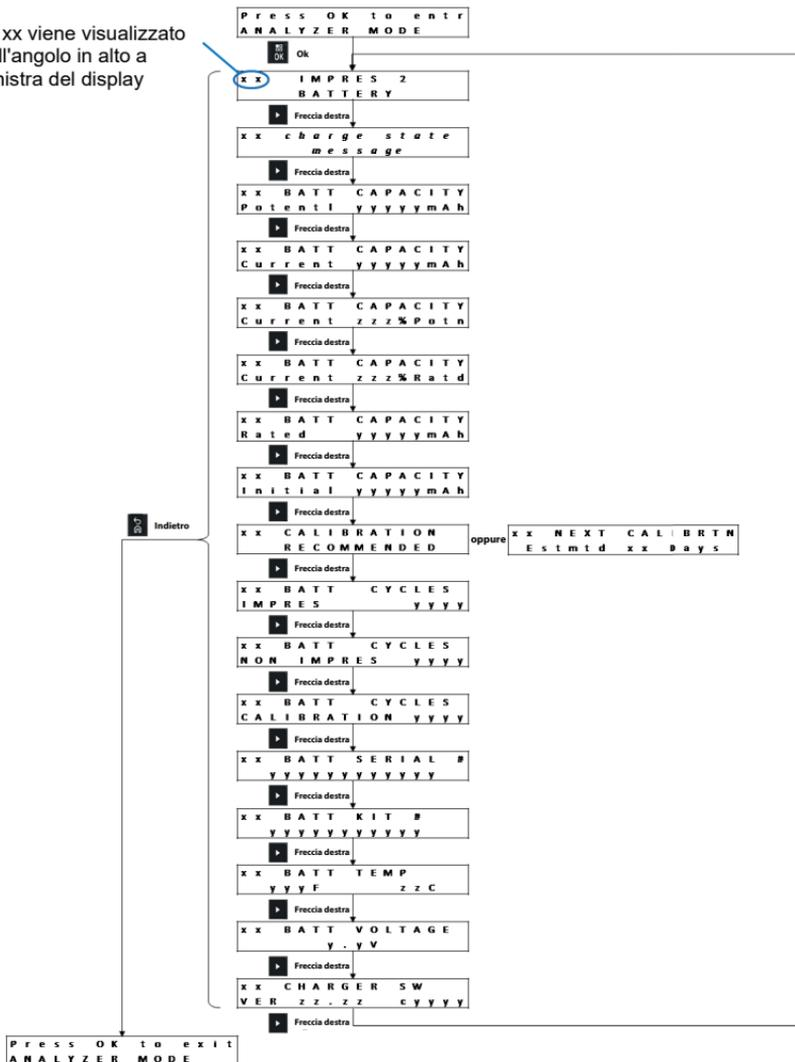 Press OK to entr
ANALYZER MODE
xx viene visualizzato
ll'angolo in alto a
nistra del display
OK Ok
xx IMPRES 2
BATTERY
Freccia destra
xx charge state
message
Freccia destra
xx BATT CAPACITY
Potentl yyyyymAh
Freccia destra
xx BATT CAPACITY
Current yyyyymAh
Freccia destra
xx BATT CAPACITY
Current zzz%Potn
Freccia destra
xx BATT CAPACITY
Current zzz%Ratd
Freccia destra
xx BATT CAPACITY
Rated yyyyymAh
Freccia destra
xx BATT CAPACITY
Initial yyyyymAh
Freccia destra
Indietro
xx CALIBRATION
RECOMMENDED
oppure
xx NEXT CALIBRTN
Estmtd xx Days
Freccia destra
xx BATT CYCLES
IMPRES yyyy
Freccia destra
xx BATT CYCLES
NON IMPRES yyyy
Freccia destra
xx BATT CYCLES
CALIBRATION yyyy
Freccia destra
xx BATT SERIAL #
yyyyyyyyyyyy
Freccia destra
xx BATT KIT #
yyyyyyyyyyy
Freccia destra
xx BATT TEMP
yyyF zzC
Freccia destra
xx BATT VOLTAGE
y.yV
Freccia destra
xx CHARGER SW
VER zz.zz cyyyy
Freccia destra
Press OK to exit
ANALYZER MODE